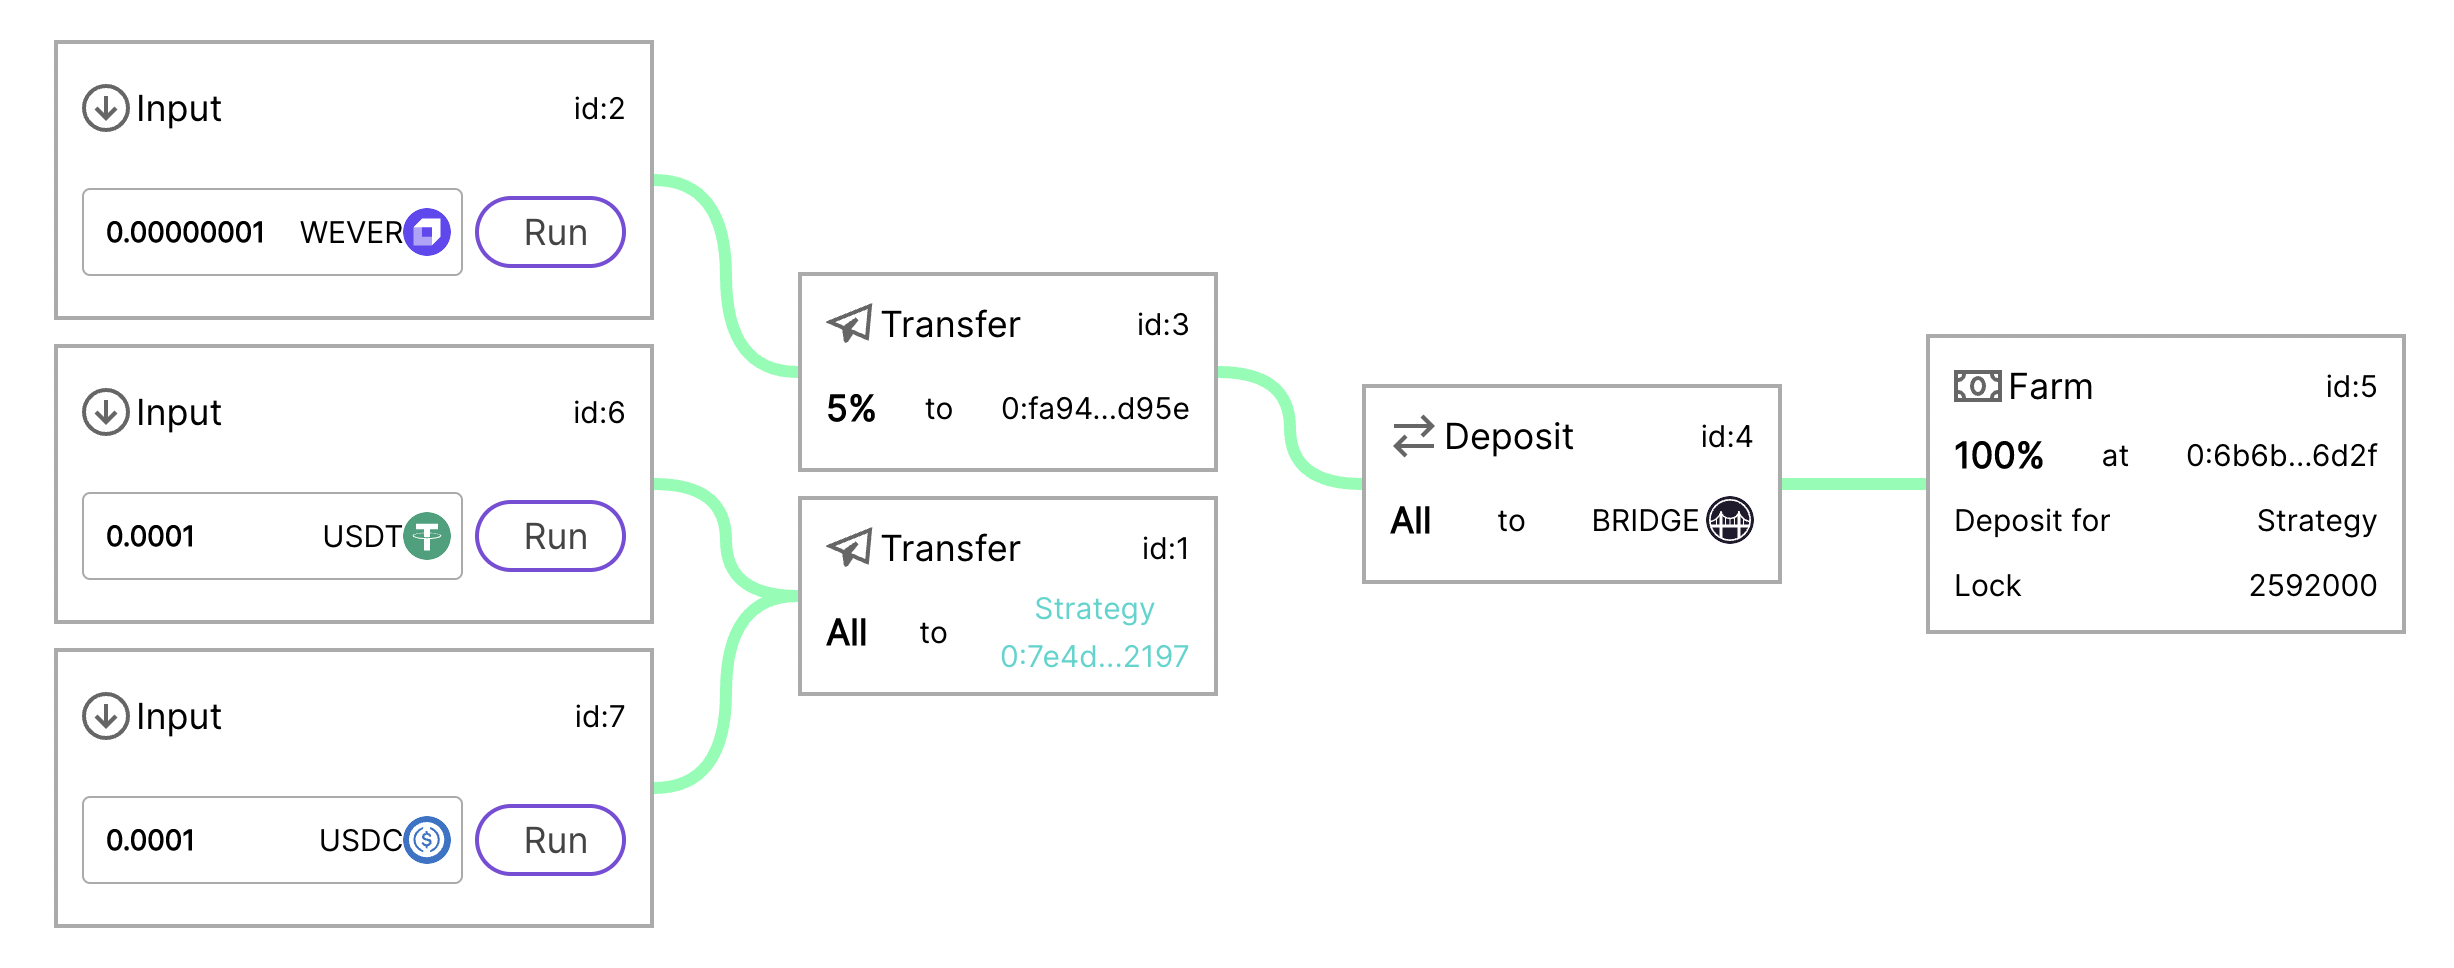 Input id:2
0.00000001 WEVER Run
Input id:6
0.0001 USDT Run
Input id:7
0.0001 USDC Run
Transfer id:3
5% to 0:fa94...d95e
Transfer id:1
All to Strategy
0:7e4d...2197
Deposit id:4
All to BRIDGE
Farm id:5
100% at 0:6b6b...6d2f
Deposit for Strategy
Lock 2592000